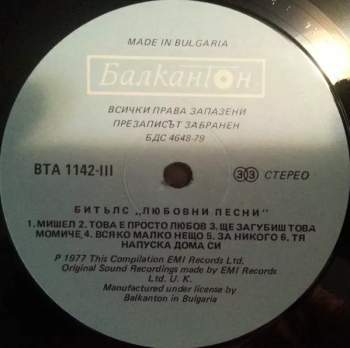 MADE IN BULGARIA
Балкантон
ВСИЧКИ ПРАВА ЗАПАЗЕНИ
ПРЕЗАПИСЪТ ЗАБРАНЕН
БДС 4648-79
ВТА 1142-III
33 СТЕРЕО
БИТЪЛС „ЛЮБОВНИ ПЕСНИ"
1. МИШЕЛ 2. ТОВА Е ПРОСТО ЛЮБОВ 3. ЩЕ ЗАГУБИШ ТОВА
МОМИЧЕ, 4. ВСЯКО МАЛКО НЕЩО 5. ЗА НИКОГО 6. ТЯ
НАПУСКА ДОМА СИ
P 1977 This Compilation EMI Records Ltd.
Original Sound Recordings made by EMI Records
Ltd. U. K.
Manufactured under license by
Balkanton in Bulgaria